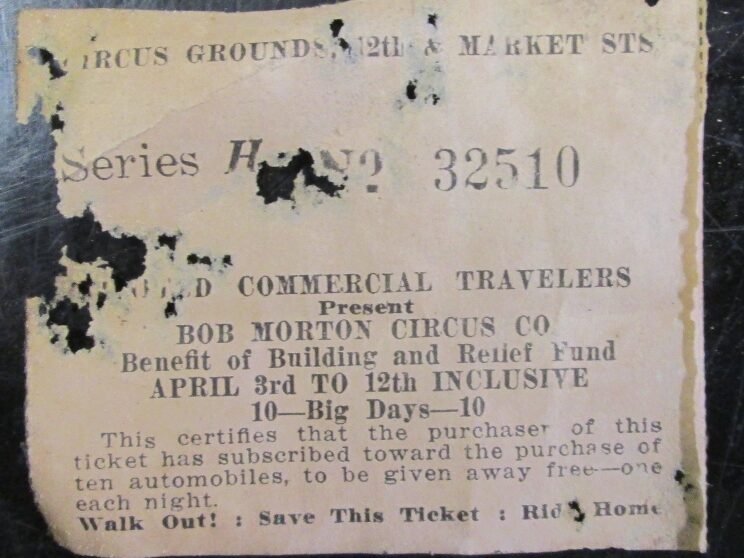 CIRCUS GROUNDS, 12th & MARKET STS
Series H No 32510
COMMERCIAL TRAVELERS
Present
BOB MORTON CIRCUS CO
Benefit of Building and Relief Fund
APRIL 3rd TO 12th INCLUSIVE
10—Big Days—10
This certifies that the purchaser of this
ticket has subscribed toward the purchase of
ten automobiles, to be given away free—one
each night.
Walk Out! : Save This Ticket : Ride Home